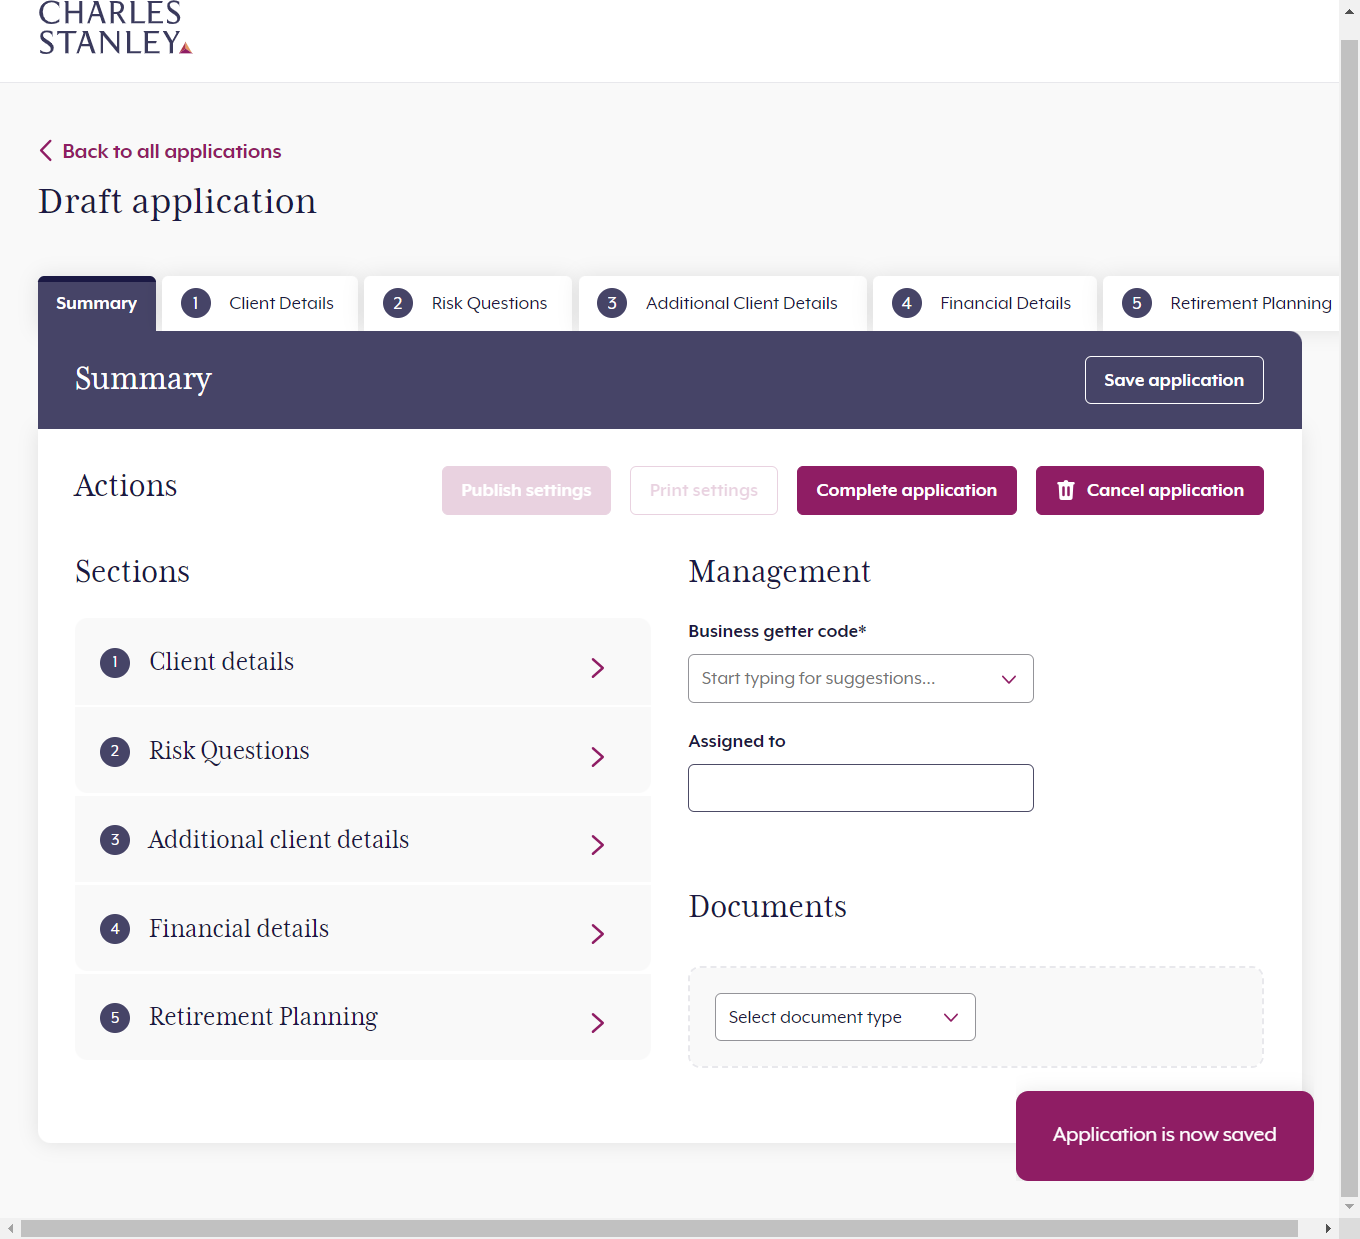 CHARLES
STANLEY
Back to all applications
Draft application
Summary
1 Client Details
2 Risk Questions
3 Additional Client Details
4 Financial Details
5 Retirement Planning
Summary
Save application
Actions
Publish settings
Print settings
Complete application
Cancel application
Sections
1 Client details
2 Risk Questions
3 Additional client details
4 Financial details
5 Retirement Planning
Management
Business getter code*
Start typing for suggestions...
Assigned to
Documents
Select document type
Application is now saved